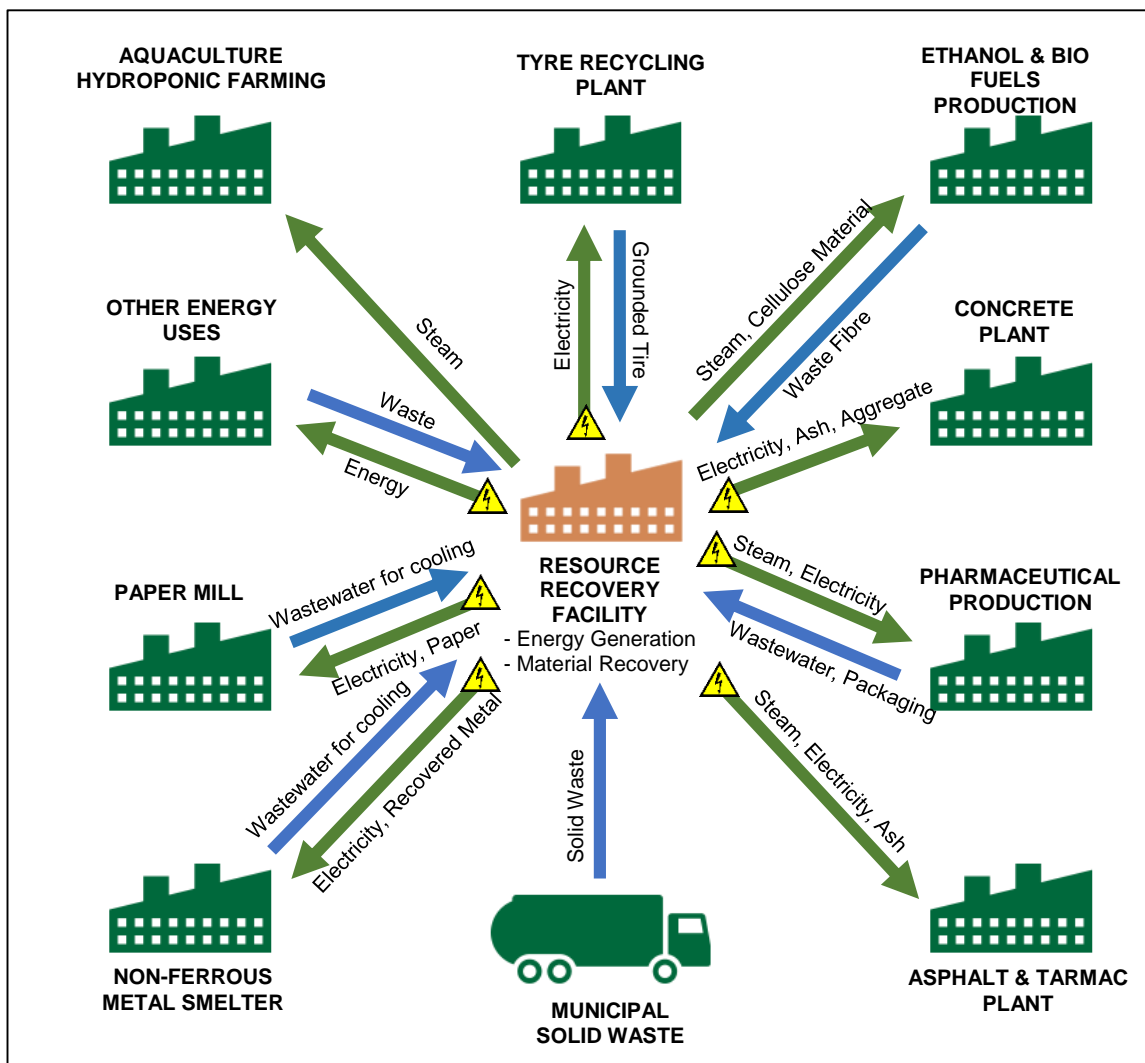 AQUACULTURE
HYDROPONIC FARMING
TYRE RECYCLING
PLANT
ETHANOL & BIO
FUELS
PRODUCTION
Steam
Electricity
Grounded Tire
Steam, Cellulose Material
Waste Fibre
OTHER ENERGY
USES
Waste
Energy
CONCRETE
PLANT
Electricity, Ash, Aggregate
PAPER MILL
Wastewater for cooling
Electricity, Paper
RESOURCE
RECOVERY
FACILITY
- Energy Generation
- Material Recovery
Steam, Electricity
Wastewater, Packaging
PHARMACEUTICAL
PRODUCTION
Wastewater for cooling
Electricity, Recovered Metal
Solid Waste
Steam, Electricity, Ash
NON-FERROUS
METAL SMELTER
MUNICIPAL
SOLID WASTE
ASPHALT & TARMAC
PLANT